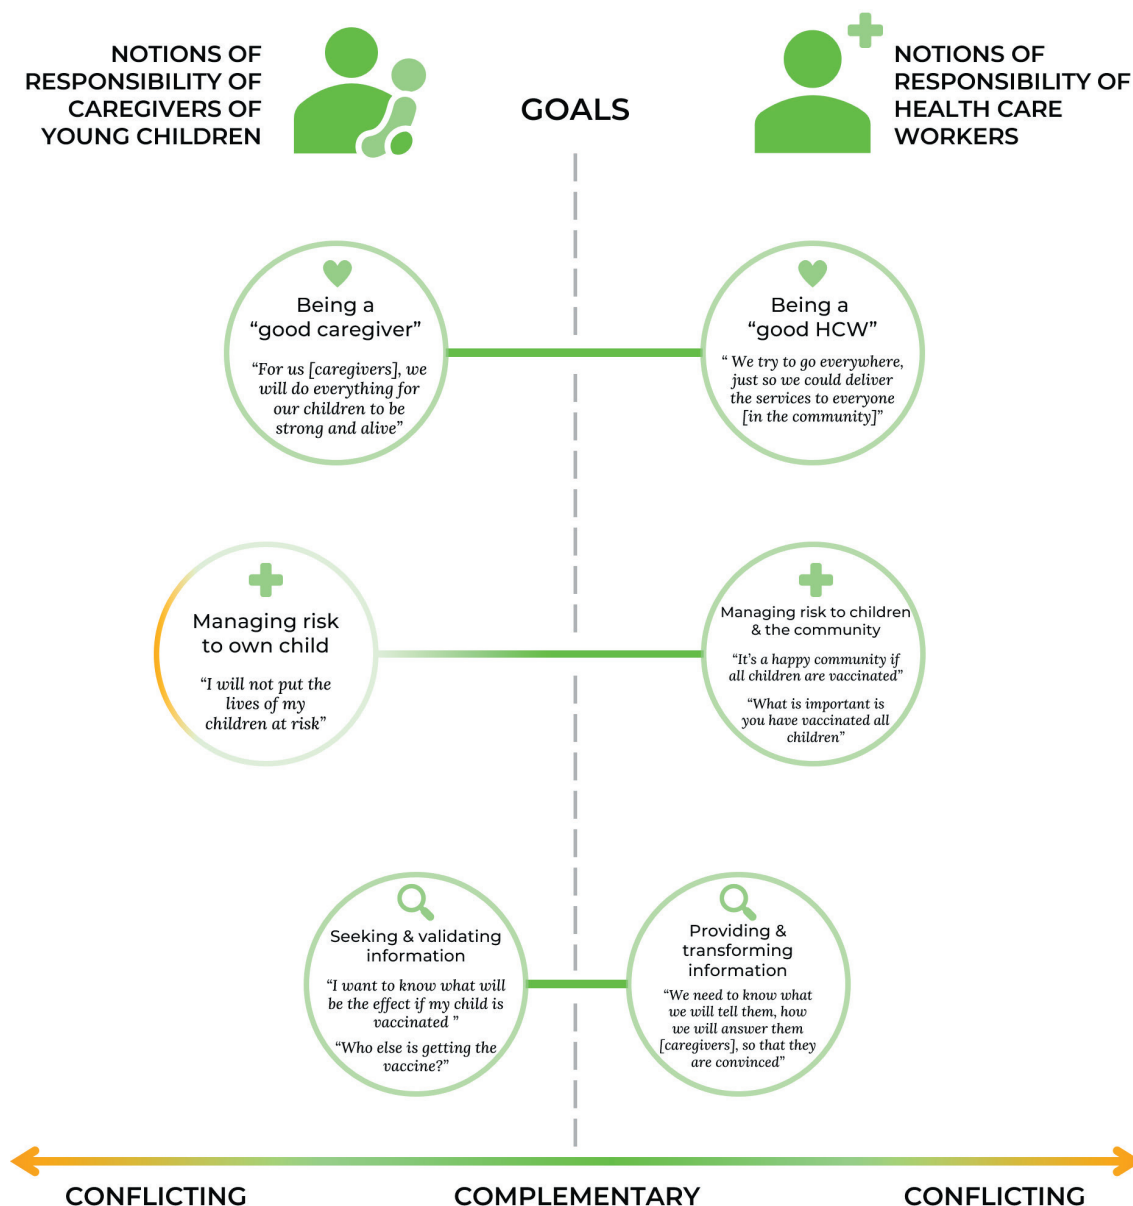 NOTIONS OF
RESPONSIBILITY OF
CAREGIVERS OF
YOUNG CHILDREN
GOALS
NOTIONS OF
RESPONSIBILITY OF
HEALTH CARE
WORKERS
Being a
“good caregiver”
“For us [caregivers], we
will do everything for
our children to be
strong and alive”
Being a
“good HCW”
“ We try to go everywhere,
just so we could deliver
the services to everyone
[in the community]”
Managing risk
to own child
“I will not put the
lives of my
children at risk”
Managing risk to children
& the community
“It’s a happy community if
all children are vaccinated”
“What is important is
you have vaccinated all
children”
Seeking & validating
information
“I want to know what will
be the effect if my child is
vaccinated ”
“Who else is getting the
vaccine?”
Providing &
transforming
information
“We need to know what
we will tell them, how
we will answer them
[caregivers], so that they
are convinced”
CONFLICTING
COMPLEMENTARY
CONFLICTING